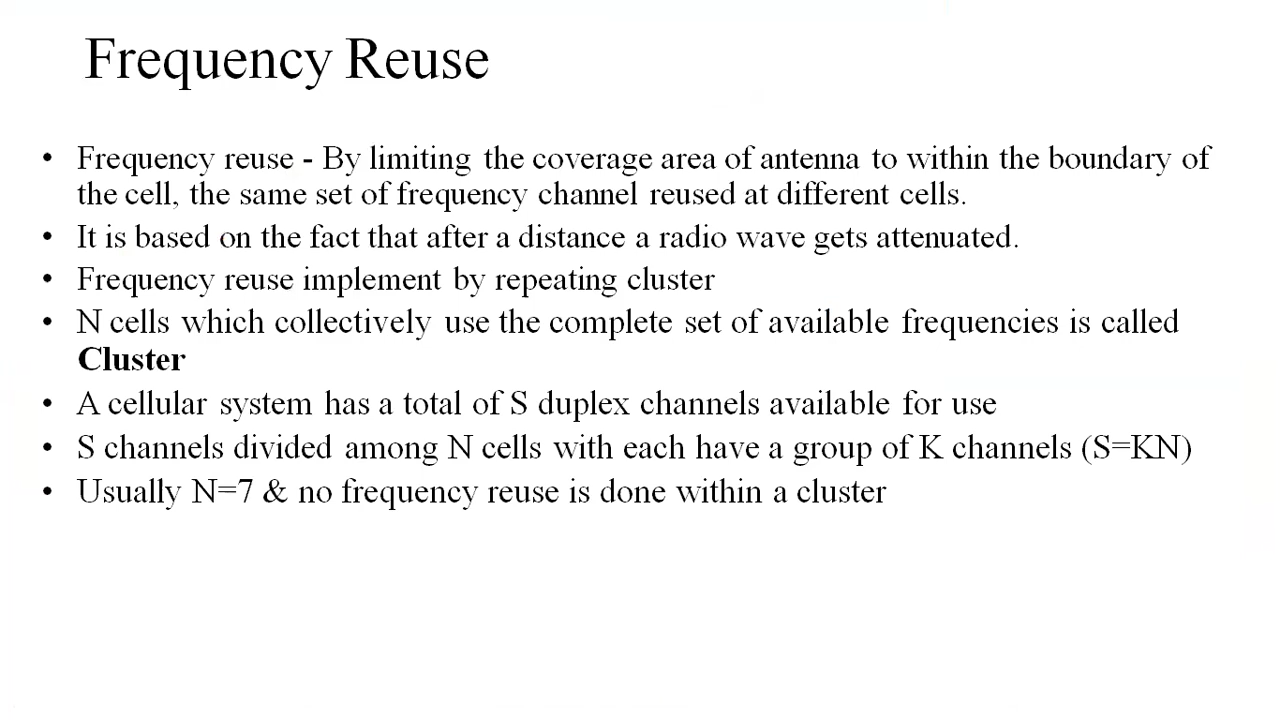 Frequency Reuse
• Frequency reuse - By limiting the coverage area of antenna to within the boundary of
the cell, the same set of frequency channel reused at different cells.
• It is based on the fact that after a distance a radio wave gets attenuated.
• Frequency reuse implement by repeating cluster
• N cells which collectively use the complete set of available frequencies is called
Cluster
• A cellular system has a total of S duplex channels available for use
• S channels divided among N cells with each have a group of K channels (S=KN)
• Usually N=7 & no frequency reuse is done within a cluster